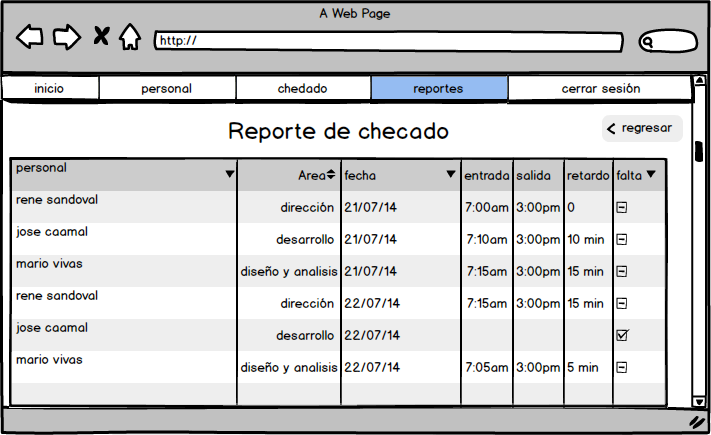 A Web Page
http://
inicio personal chedado reportes cerrar sesión
Reporte de checado
regresar
personal Area fecha entrada salida retardo falta
rene sandoval dirección 21/07/14 7:00am 3:00pm 0
jose caamal desarrollo 21/07/14 7:10am 3:00pm 10 min
mario vivas diseño y analisis 21/07/14 7:15am 3:00pm 15 min
rene sandoval dirección 22/07/14 7:15am 3:00pm 15 min
jose caamal desarrollo 22/07/14
mario vivas diseño y analisis 22/07/14 7:05am 3:00pm 5 min